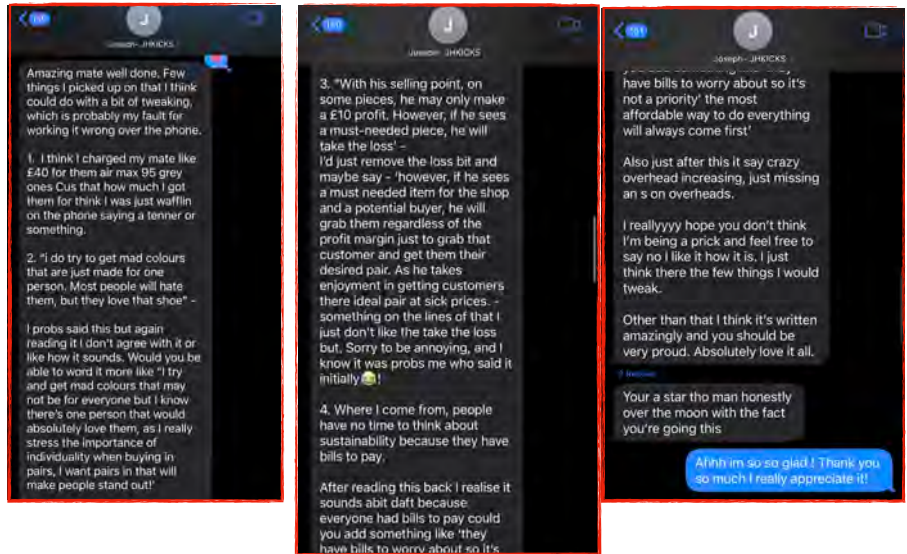 J
Joseph- JHKICKS
Amazing mate well done. Few
things I picked up on that I think
could do with a bit of tweaking,
which is probably my fault for
working it wrong over the phone.
1. I think I charged my mate like
£40 for them air max 95 grey
ones Cus that how much I got
them for think I was just wafflin
on the phone saying a tenner or
something.
2. "i do try to get mad colours
that are just made for one
person. Most people will hate
them, but they love that shoe" -
I probs said this but again
reading it I don't agree with it or
like how it sounds. Would you be
able to word it more like "I try
and get mad colours that may
not be for everyone but I know
there's one person that would
absolutely love them, as I really
stress the importance of
individuality when buying in
pairs, I want pairs in that will
make people stand out!'
J
Joseph- JHKICKS
3. "With his selling point, on
some pieces, he may only make
a £10 profit. However, if he sees
a must-needed piece, he will
take the loss' -
I'd just remove the loss bit and
maybe say - 'however, if he sees
a must needed item for the shop
and a potential buyer, he will
grab them regardless of the
profit margin just to grab that
customer and get them their
desired pair. As he takes
enjoyment in getting customers
there ideal pair at sick prices. -
something on the lines of that I
just don't like the take the loss
but. Sorry to be annoying, and I
know it was probs me who said it
initially😂!
4. Where I come from, people
have no time to think about
sustainability because they have
bills to pay.
After reading this back I realise it
sounds abit daft because
everyone had bills to pay could
you add something like 'they
have bills to worry about so it's
J
Joseph- JHKICKS
you add something like 'they
have bills to worry about so it's
not a priority' the most
affordable way to do everything
will always come first'
Also just after this it say crazy
overhead increasing, just missing
an s on overheads.
I reallyyyy hope you don't think
I'm being a prick and feel free to
say no I like it how it is, I just
think there the few things I would
tweak.
Other than that I think it's written
amazingly and you should be
very proud. Absolutely love it all.
Your a star tho man honestly
over the moon with the fact
you're going this
Ahhh im so so glad ! Thank you
so much I really appreciate it!